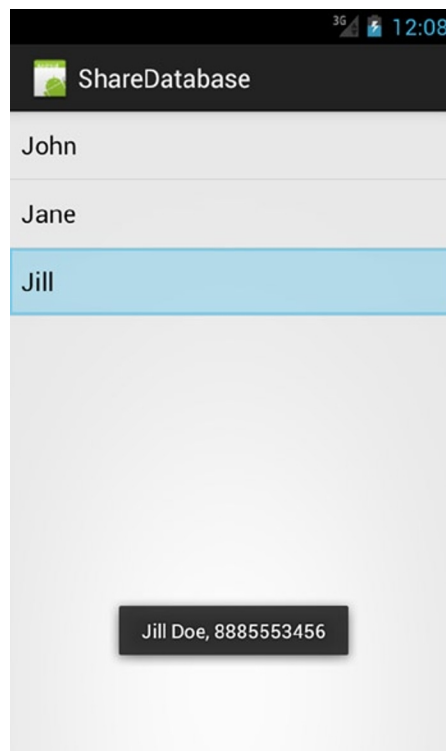 3G 12:08
ShareDatabase
John
Jane
Jill
Jill Doe, 8885553456